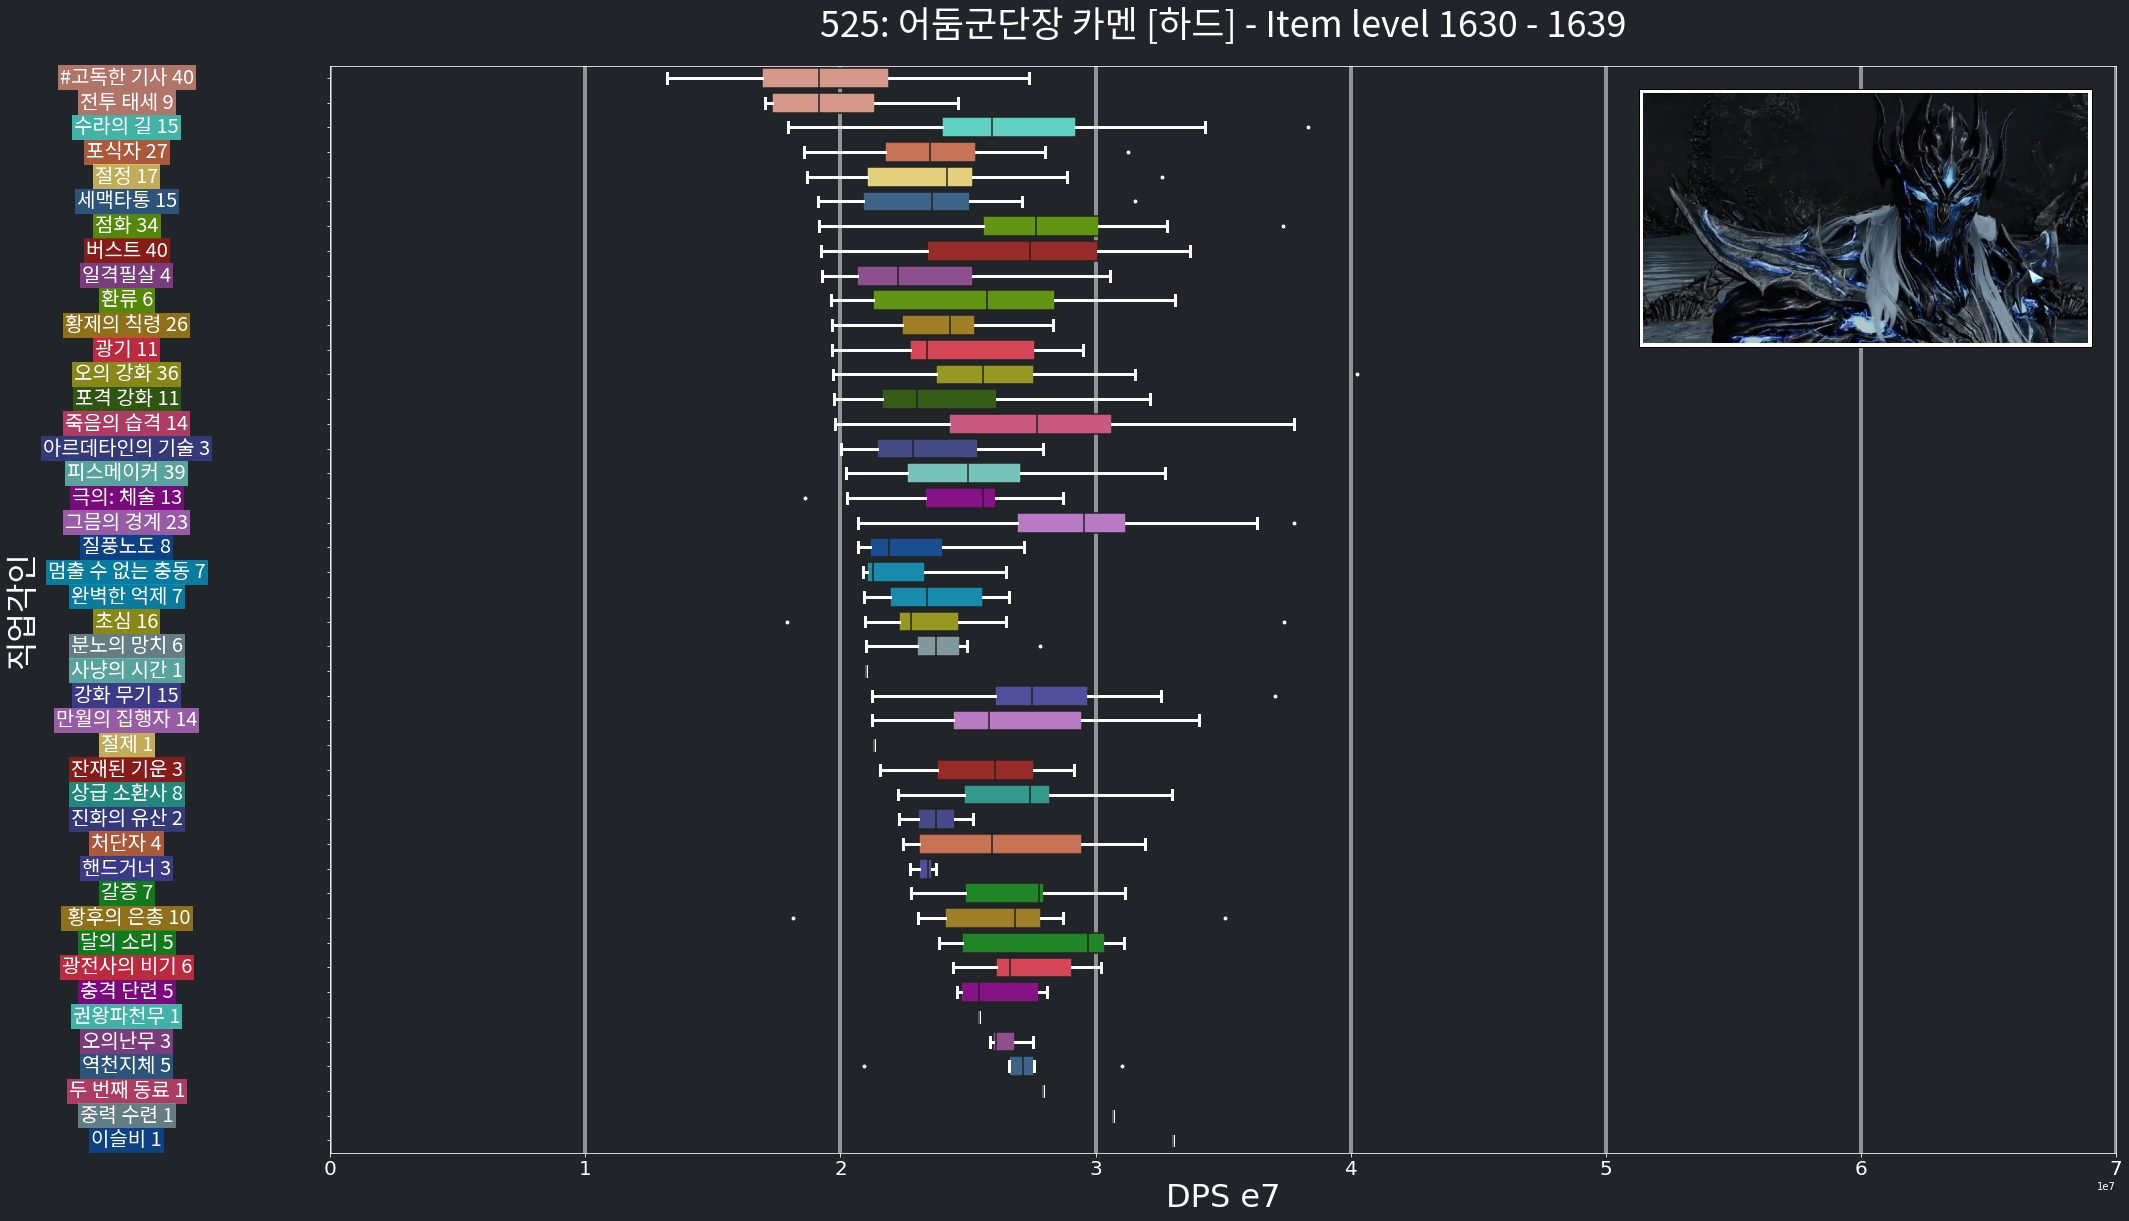 525: 어둠군단장 카멘 [하드] - Item level 1630 - 1639
#고독한 기사 40
전투 태세 9
수라의 길 15
포식자 27
절정 17
세맥타통 15
점화 34
버스트 40
일격필살 4
환류 6
황제의 칙령 26
광기 11
오의 강화 36
포격 강화 11
죽음의 습격 14
아르데타인의 기술 3
피스메이커 39
극의: 체술 13
그믐의 경계 23
질풍노도 8
멈출 수 없는 충동 7
완벽한 억제 7
초심 16
분노의 망치 6
사냥의 시간 1
강화 무기 15
만월의 집행자 14
절제 1
잔재된 기운 3
상급 소환사 8
진화의 유산 2
처단자 4
핸드거너 3
갈증 7
황후의 은총 10
달의 소리 5
광전사의 비기 6
충격 단련 5
권왕파천무 1
오의난무 3
역천지체 5
두 번째 동료 1
중력 수련 1
이슬비 1
직업각인
0 1 2 3 4 5 6 7
1e7
DPS e7